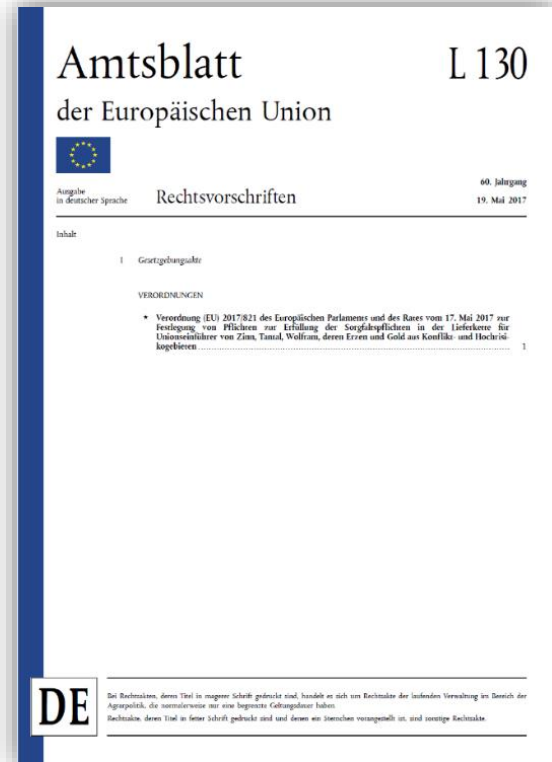 Amtsblatt
L 130
der Europäischen Union
Ausgabe
in deutscher Sprache
Rechtsvorschriften
60. Jahrgang
19. Mai 2017
Inhalt
I Gesetzgebungsakte
VERORDNUNGEN
★ Verordnung (EU) 2017/821 des Europäischen Parlaments und des Rates vom 17. Mai 2017 zur
Festlegung von Pflichten zur Erfüllung der Sorgfaltspflichten in der Lieferkette für
Unionseinführer von Zinn, Tantal, Wolfram, deren Erzen und Gold aus Konflikt- und Hochrisi-
kogebieten 1
DE
Bei Rechtsakten, deren Titel in magerer Schrift gedruckt sind, handelt es sich um Rechtsakte der laufenden Verwaltung im Bereich der
Agrarpolitik, die normalerweise nur eine begrenzte Geltungsdauer haben.
Rechtsakte, deren Titel in fetter Schrift gedruckt sind und denen ein Sternchen vorangestellt ist, sind sonstige Rechtsakte.